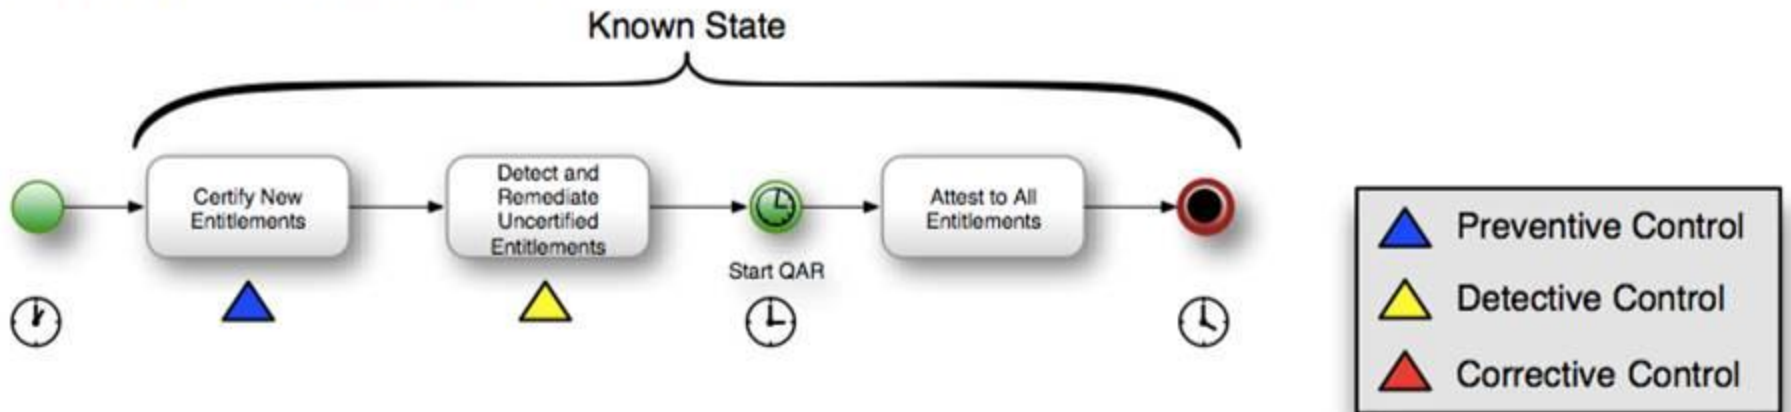 Known State
Certify New
Entitlements
Detect and
Remediate
Uncertified
Entitlements
Start QAR
Attest to All
Entitlements
Preventive Control
Detective Control
Corrective Control